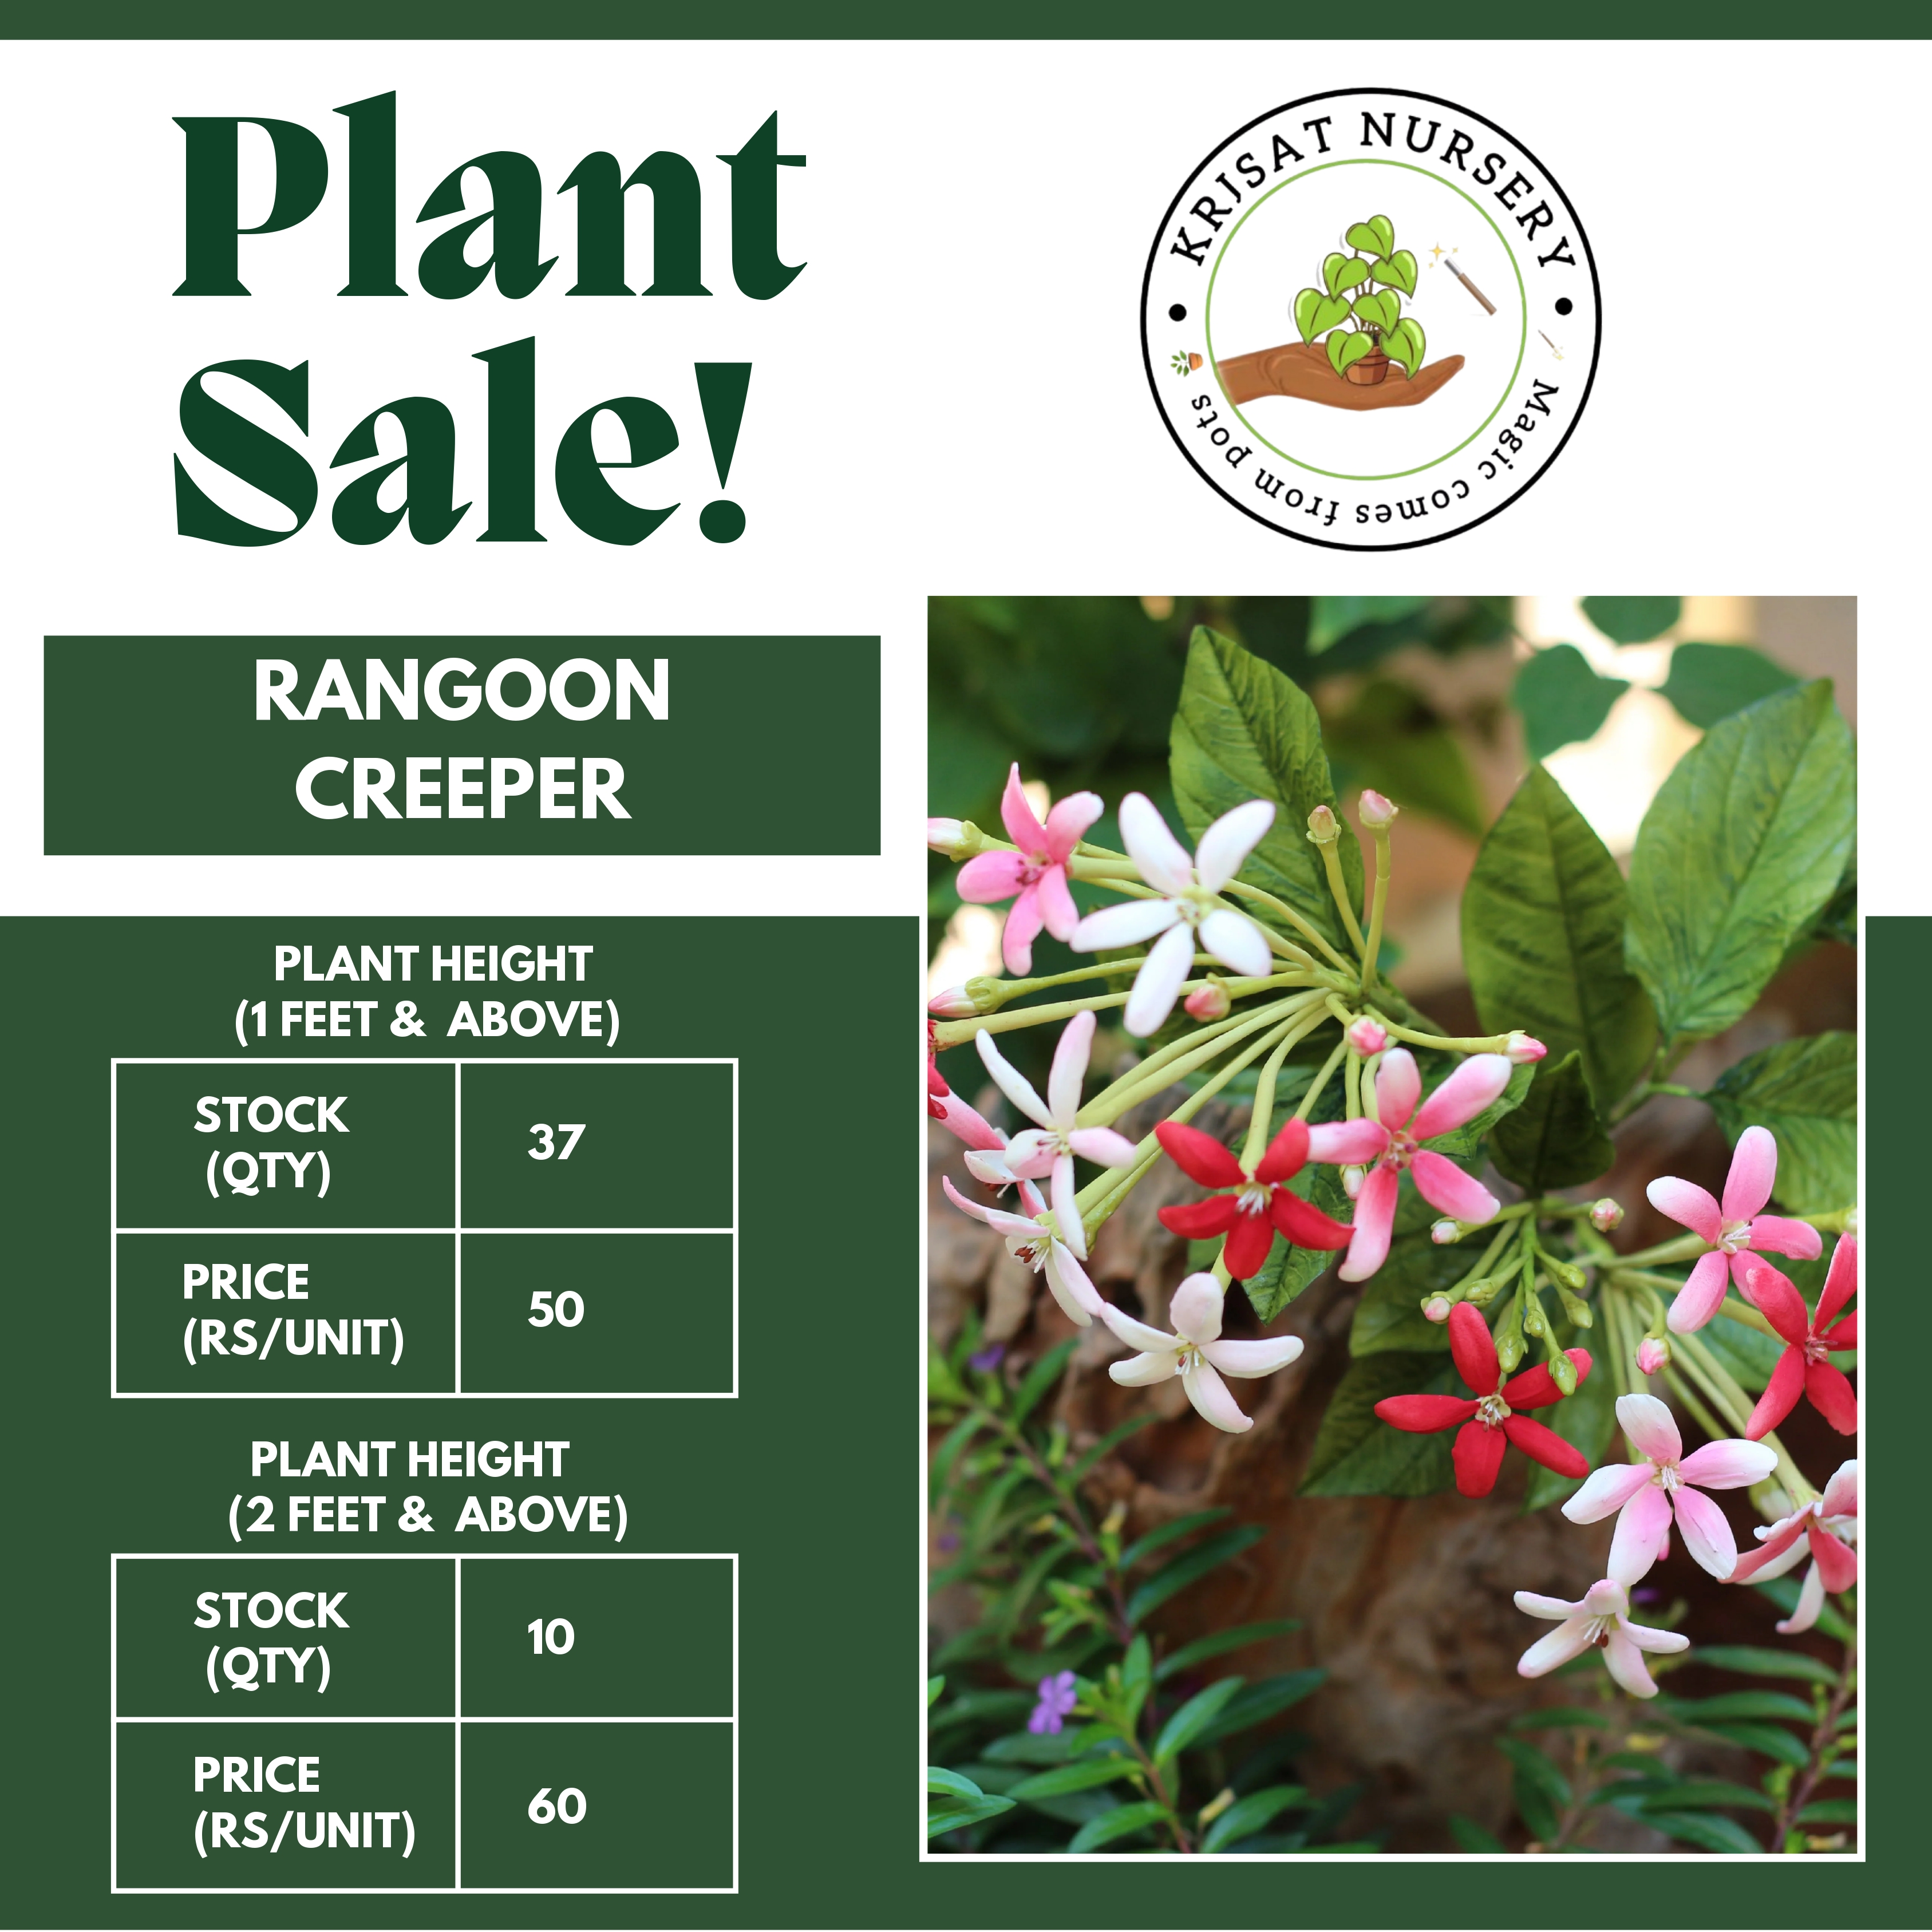 Plant
Sale!
KRISAT NURSERY
Magic comes from pots
RANGOON
CREEPER
PLANT HEIGHT
(1 FEET & ABOVE)
STOCK
(QTY)
37
PRICE
(RS/UNIT)
50
PLANT HEIGHT
(2 FEET & ABOVE)
STOCK
(QTY)
10
PRICE
(RS/UNIT)
60